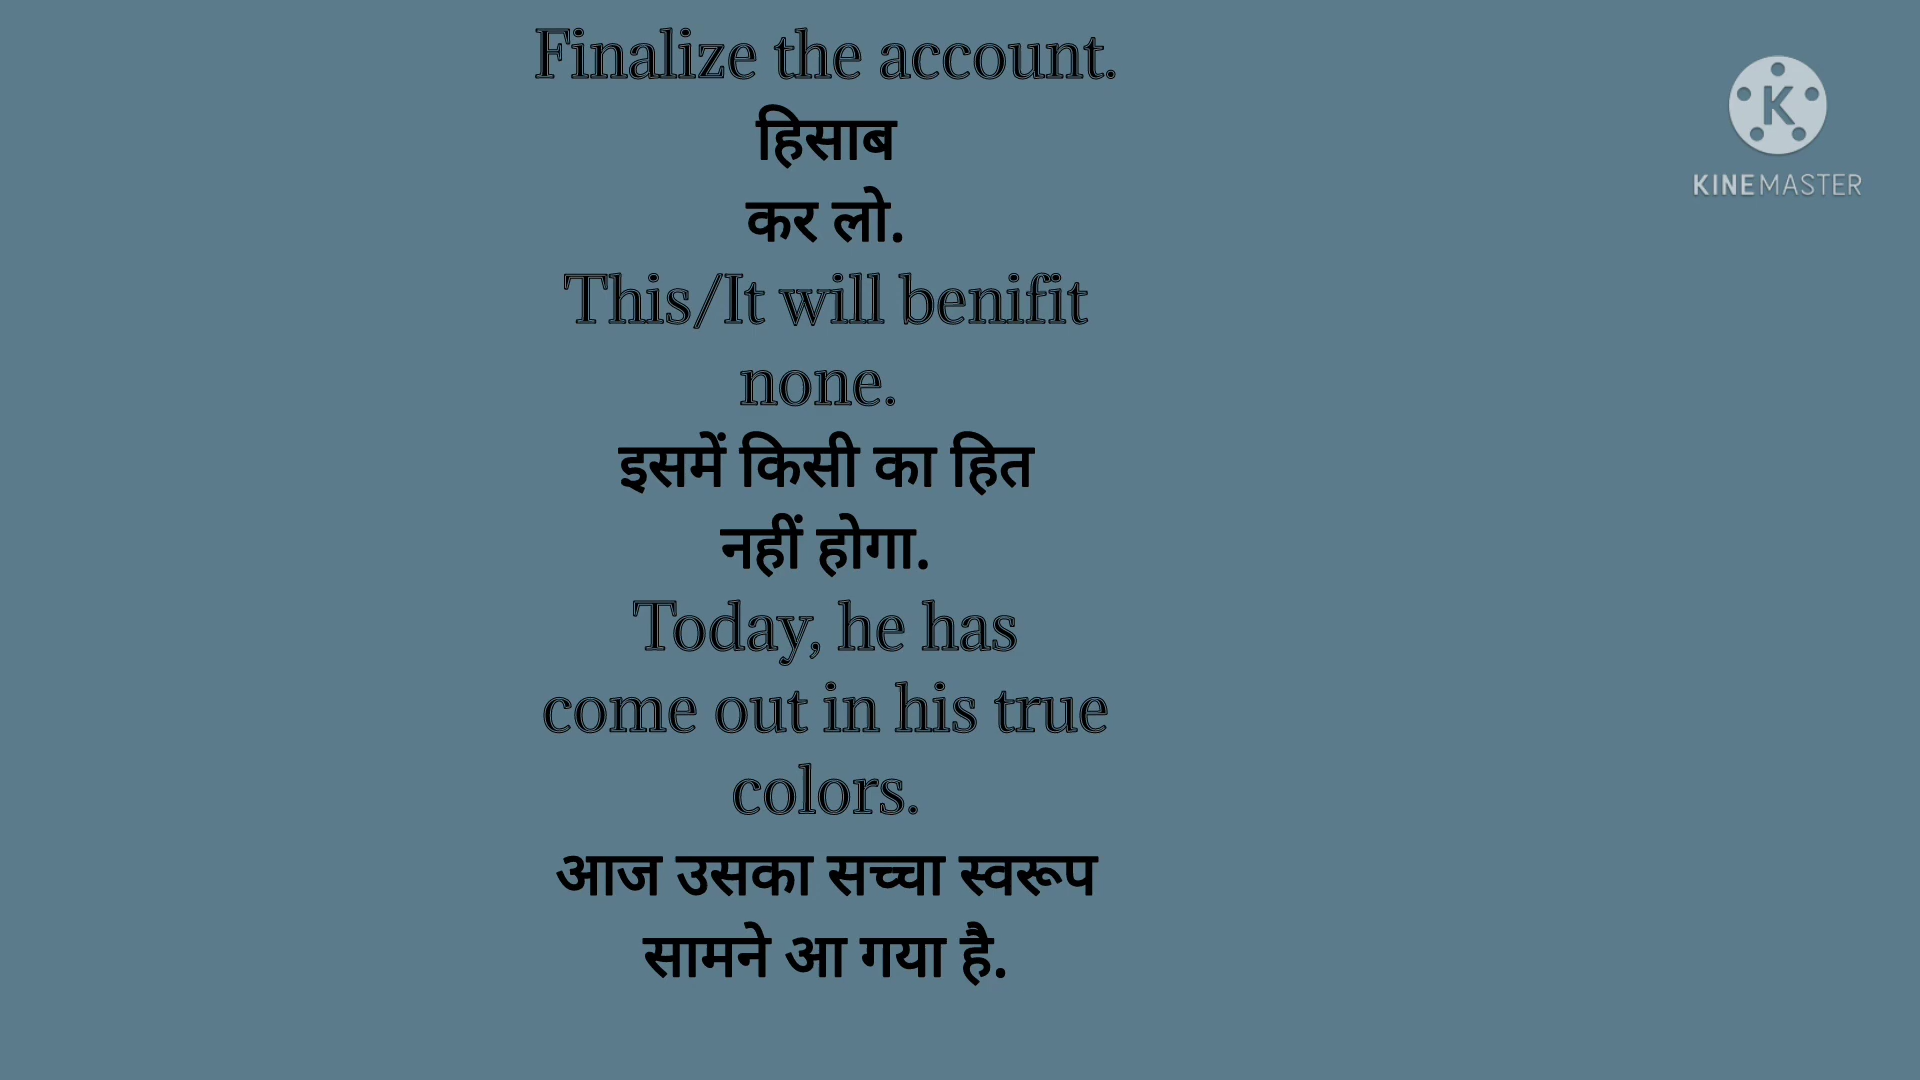 Finalize the account.
हिसाब
कर लो.
This/It will benifit
none.
इसमें किसी का हित
नहीं होगा.
Today, he has
come out in his true
colors.
आज उसका सच्चा स्वरूप
सामने आ गया है.
K
KINEMASTER